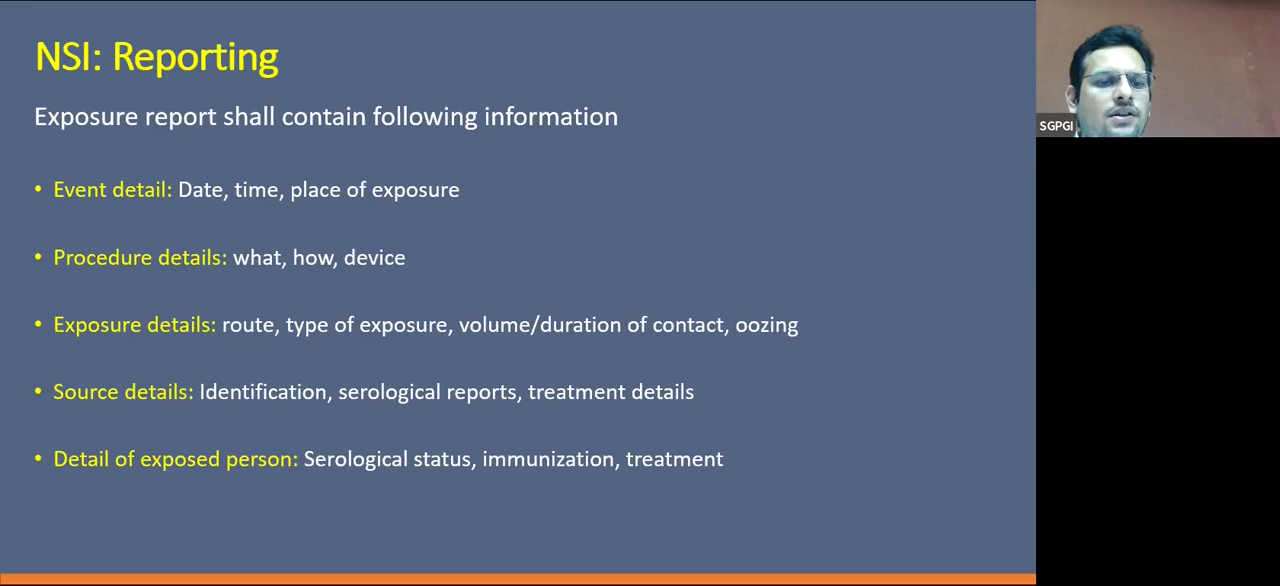 NSI: Reporting
Exposure report shall contain following information
• Event detail: Date, time, place of exposure
• Procedure details: what, how, device
• Exposure details: route, type of exposure, volume/duration of contact, oozing
• Source details: Identification, serological reports, treatment details
• Detail of exposed person: Serological status, immunization, treatment
SGPGI